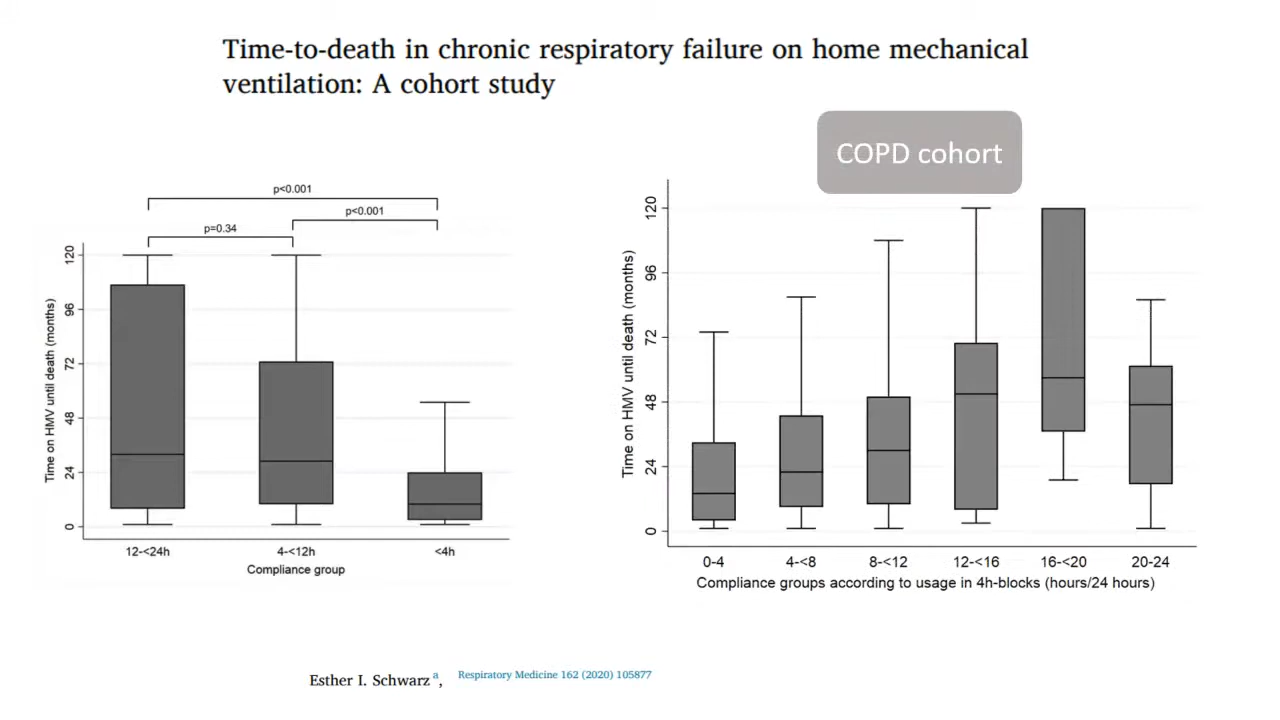 Time-to-death in chronic respiratory failure on home mechanical
ventilation: A cohort study
COPD cohort
p<0.001
p<0.001
p=0.34
Time on HMV until death (months)
120
96
72
48
24
0
12-<24h
4-<12h
<4h
Compliance group
Time on HMV until death (months)
120
96
72
48
24
0
0-4
4-<8
8-<12
12-<16
16-<20
20-24
Compliance groups according to usage in 4h-blocks (hours/24 hours)
Esther I. Schwarz a,
Respiratory Medicine 162 (2020) 105877